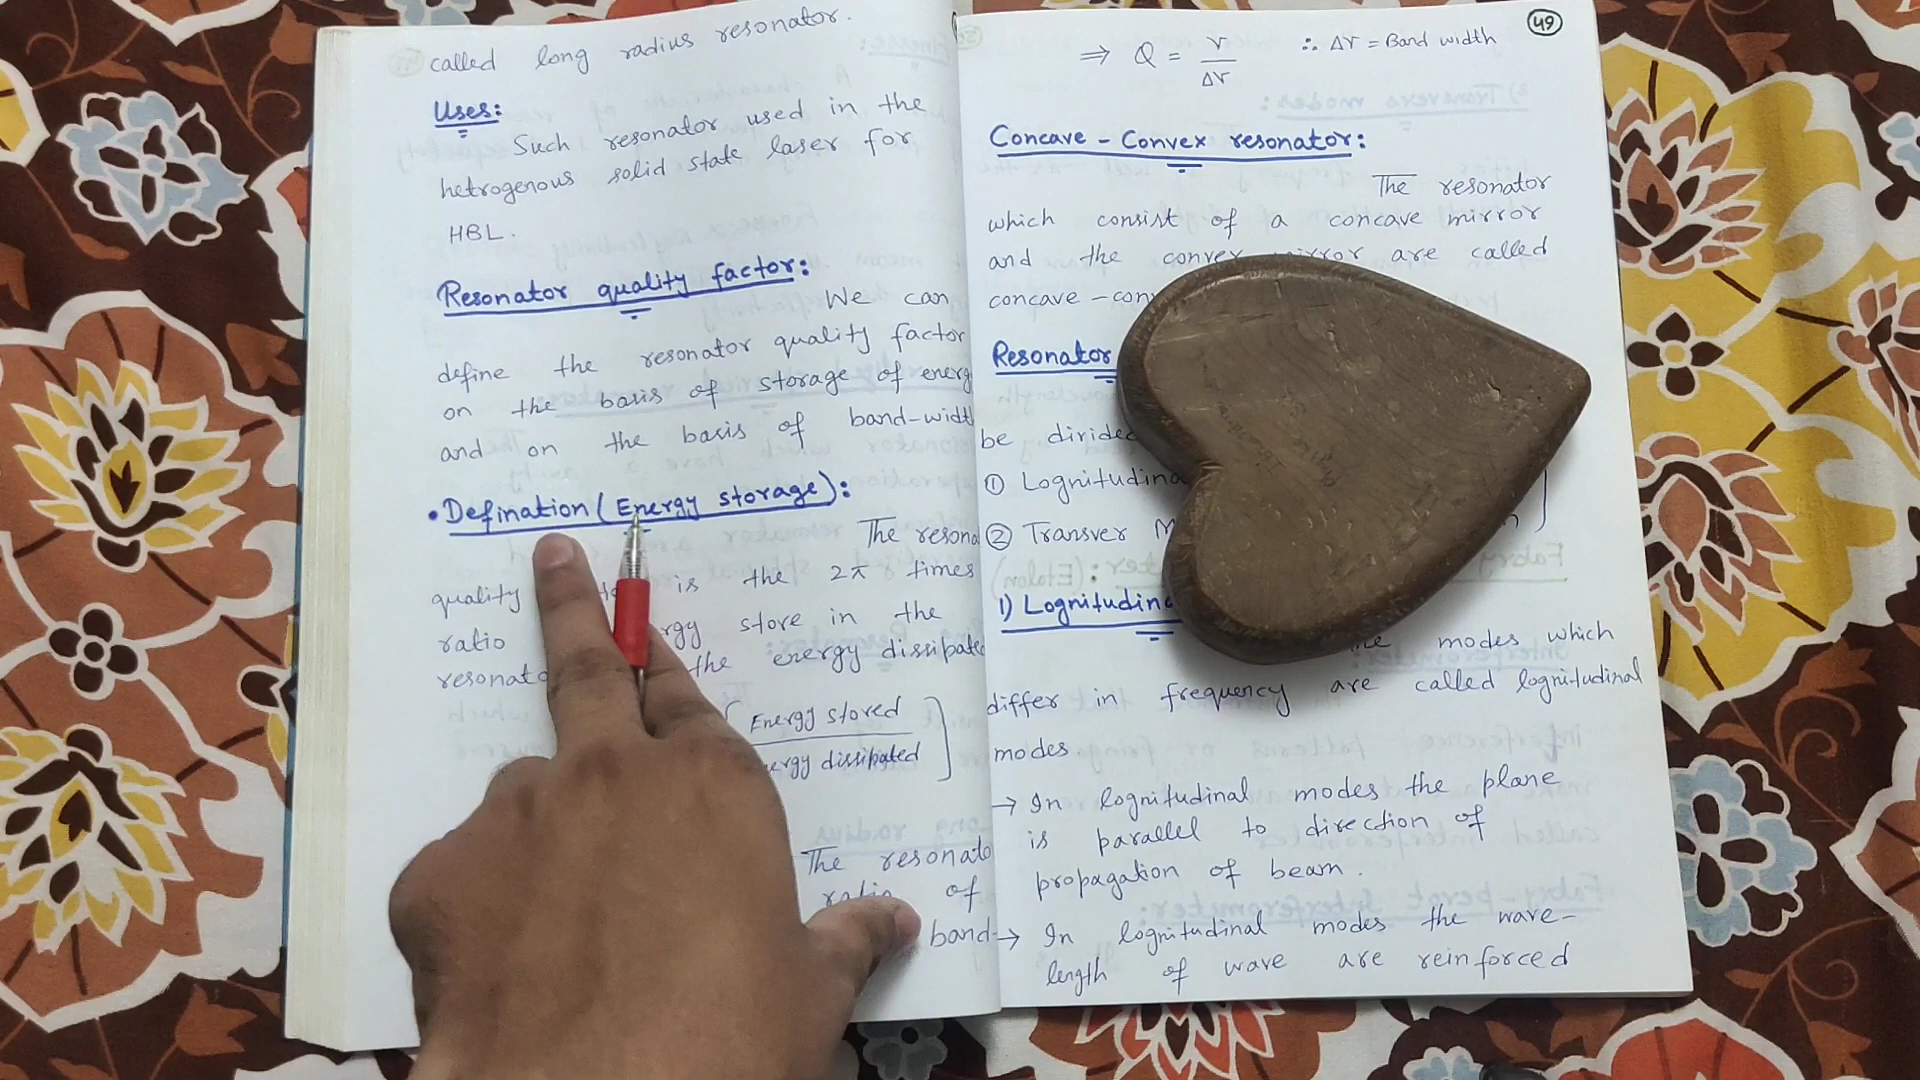 called long radius resonator.
Uses:
Such resonator used in the
hetrogenous solid state laser for
HBL.
Resonator quality factor:
We can
define the resonator quality factor
on the basis of storage of energ
and on the basis of band-widt
• Defination (Energy storage):
The resona
quality is the 2π times
ratio store in the
resonato the energy dissipated
Energy stored
ergy dissipated
The resonato
ratio of
band-
49
⇒ Q = ν/Δν ∴ Δν = Band width
Concave - Convex resonator:
The resonator
which consist of a concave mirror
and the convex mirror are called
concave - conv
Resonator
be divided
① Lognitudina
② Transver M
1) Lognitudina
modes which
differ in frequency are called lognitudinal
modes
→ In lognitudinal modes the plane
is parallel to direction of
propagation of beam.
→ In lognitudinal modes the wave-
length of wave are reinforced